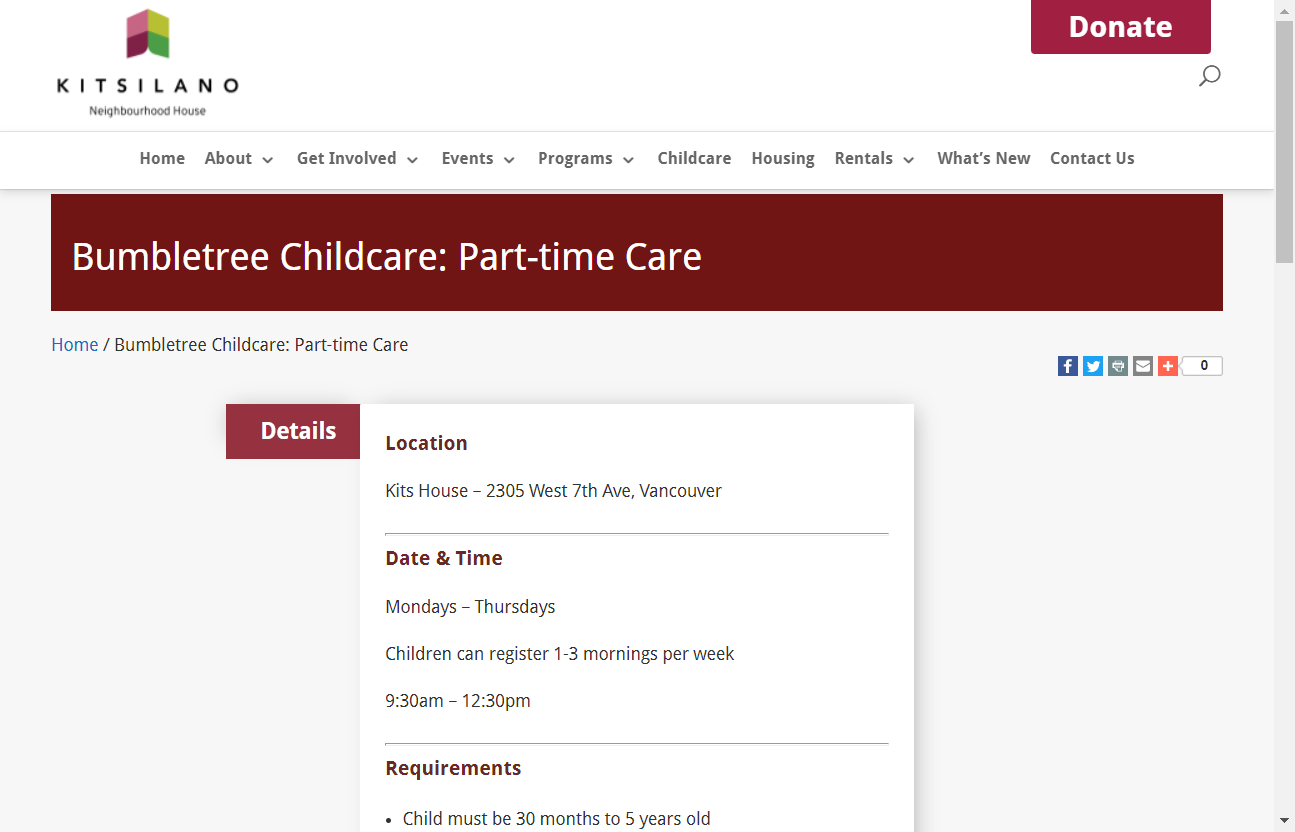 Donate
KITSILANO
Neighbourhood House
Home About Get Involved Events Programs Childcare Housing Rentals What’s New Contact Us
Bumbletree Childcare: Part-time Care
Home / Bumbletree Childcare: Part-time Care
0
Details
Location
Kits House – 2305 West 7th Ave, Vancouver
Date & Time
Mondays – Thursdays
Children can register 1-3 mornings per week
9:30am – 12:30pm
Requirements
• Child must be 30 months to 5 years old